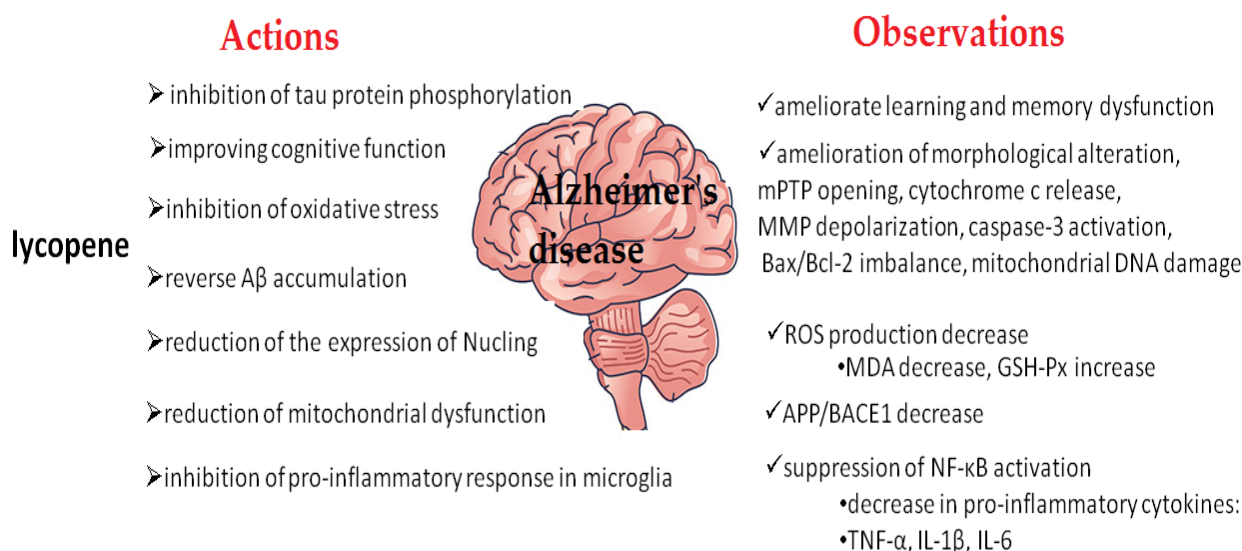 Actions
lycopene
➢ inhibition of tau protein phosphorylation
➢improving cognitive function
➢inhibition of oxidative stress
➢reverse Aβ accumulation
➢reduction of the expression of Nucling
➢reduction of mitochondrial dysfunction
➢inhibition of pro-inflammatory response in microglia
Alzheimer's
disease
Observations
✓ameliorate learning and memory dysfunction
✓amelioration of morphological alteration,
mPTP opening, cytochrome c release,
MMP depolarization, caspase-3 activation,
Bax/Bcl-2 imbalance, mitochondrial DNA damage
✓ROS production decrease
•MDA decrease, GSH-Px increase
✓APP/BACE1 decrease
✓suppression of NF-κB activation
•decrease in pro-inflammatory cytokines:
•TNF-α, IL-1β, IL-6